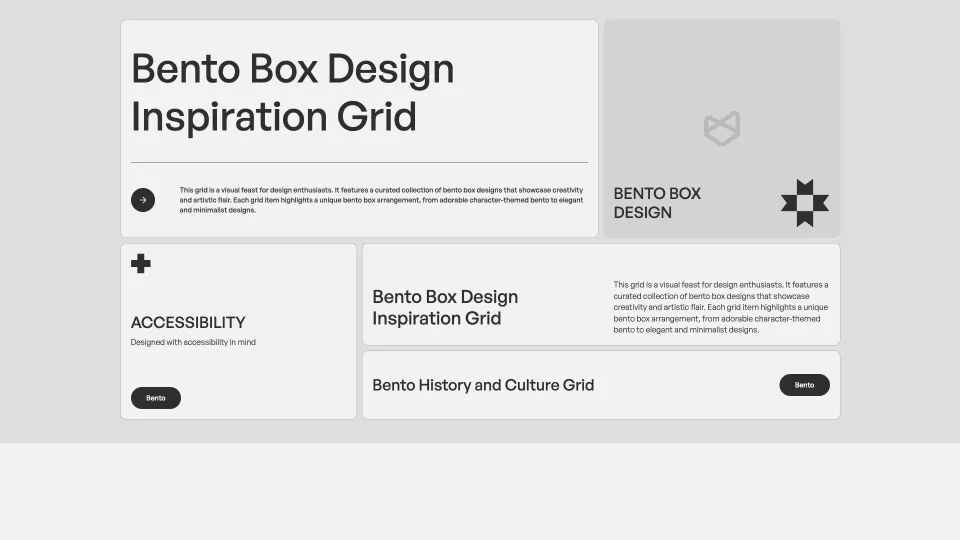 Bento Box Design
Inspiration Grid
This grid is a visual feast for design enthusiasts. It features a curated collection of bento box designs that showcase creativity
and artistic flair. Each grid item highlights a unique bento box arrangement, from adorable character-themed bento to elegant
and minimalist designs.
BENTO BOX
DESIGN
ACCESSIBILITY
Designed with accessibility in mind
Bento
Bento Box Design
Inspiration Grid
This grid is a visual feast for design enthusiasts. It features a
curated collection of bento box designs that showcase
creativity and artistic flair. Each grid item highlights a unique
bento box arrangement, from adorable character-themed
bento to elegant and minimalist designs.
Bento History and Culture Grid
Bento